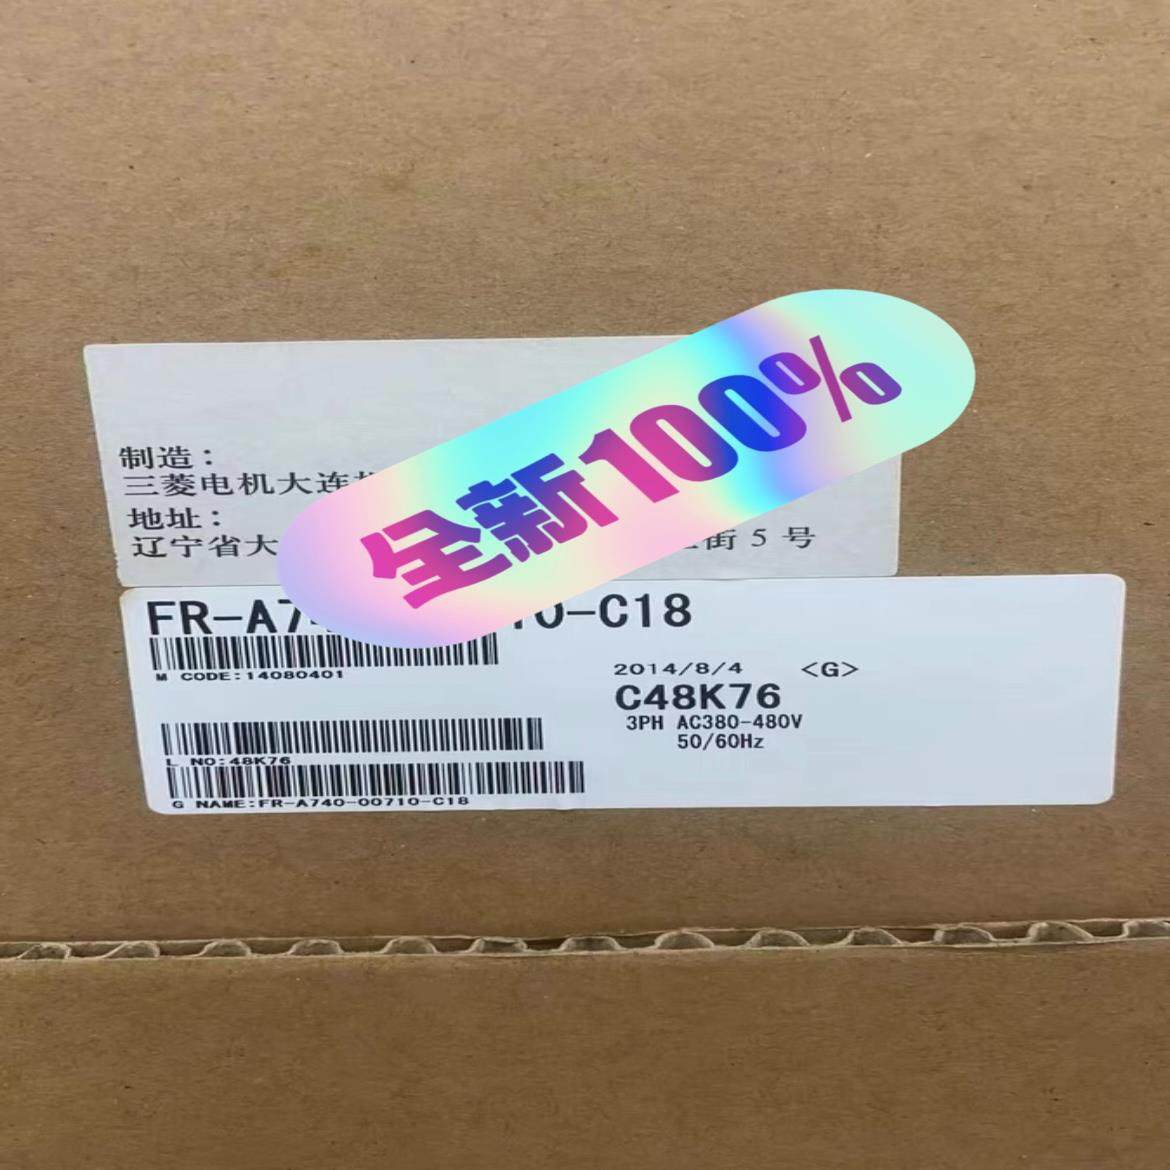 制造：
三菱电机大连
地址：
辽宁省大
街 5 号
全新100%
FR-A7
10-C18
M CODE:14080401
2014/8/4 <G>
C48K76
3PH AC380-480V
50/60Hz
L NO:48K76
G NAME:FR-A740-00710-C18